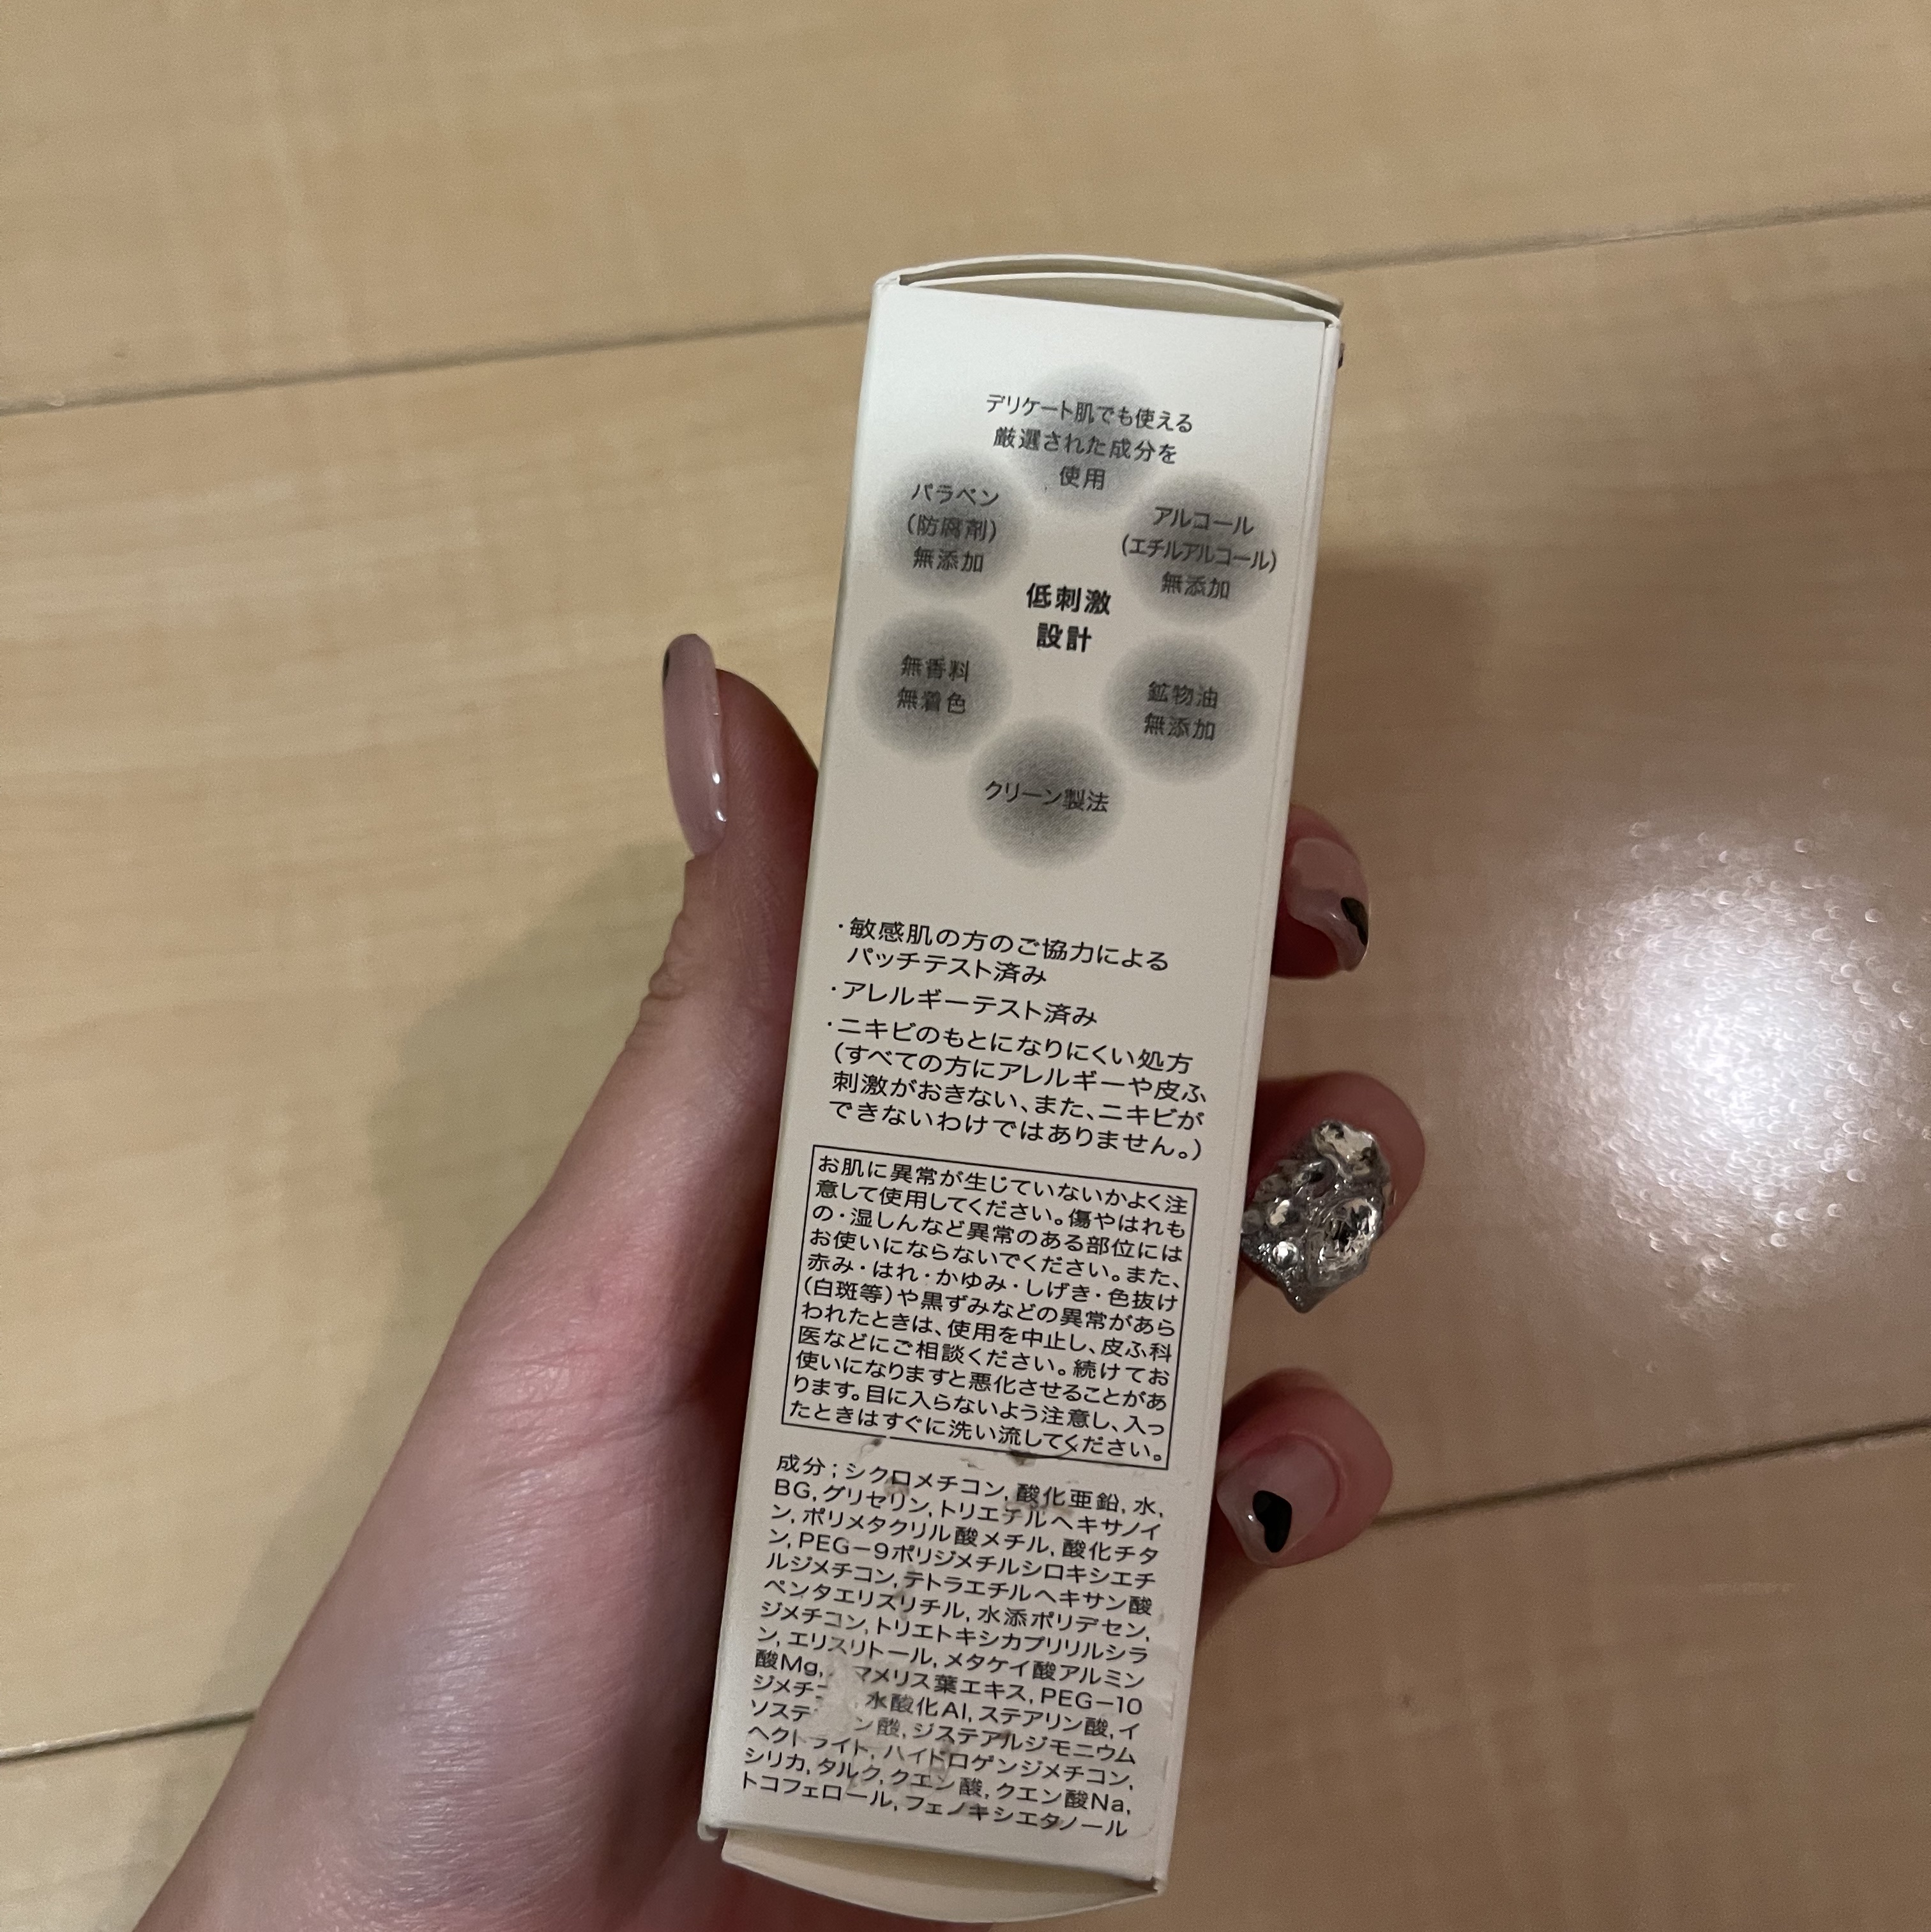 デリケート肌でも使える
厳選された成分を
使用
パラベン
(防腐剤)
無添加
アルコール
(エチルアルコール)
無添加
低刺激
設計
無香料
無着色
鉱物油
無添加
クリーン製法
・敏感肌の方のご協力による
パッチテスト済み
・アレルギーテスト済み
・ニキビのもとになりにくい処方
(すべての方にアレルギーや皮ふ
刺激がおきない、また、ニキビが
できないわけではありません。)
お肌に異常が生じていないかよく注
意して使用してください。傷やはれも
の・湿しんなど異常のある部位には
お使いにならないでください。また、
赤み・はれ・かゆみ・しげき・色抜け
(白斑等)や黒ずみなどの異常があら
われたときは、使用を中止し、皮ふ科
医などにご相談ください。続けてお
使いになりますと悪化させることがあ
ります。目に入らないよう注意し、入っ
たときはすぐに洗い流してください。
成分;シクロメチコン,酸化亜鉛,水,
BG,グリセリン,トリエチルヘキサノイ
ン,ポリメタクリル酸メチル,酸化チタ
ン,PEG-9ポリジメチルシロキシエチ
ルジメチコン,テトラエチルヘキサン酸
ペンタエリスリチル,水添ポリデセン,
ジメチコン,トリエトキシカプリリルシラ
ン,エリスリトール,メタケイ酸アルミン
酸Mg, マメリス葉エキス,PEG-10
ジメチ ,水酸化Al,ステアリン酸,イ
ソステ ン酸,ジステアルジモニウム
ヘクトライト,ハイドロゲンジメチコン,
シリカ,タルク,クエン酸,クエン酸Na,
トコフェロール,フェノキシエタノール